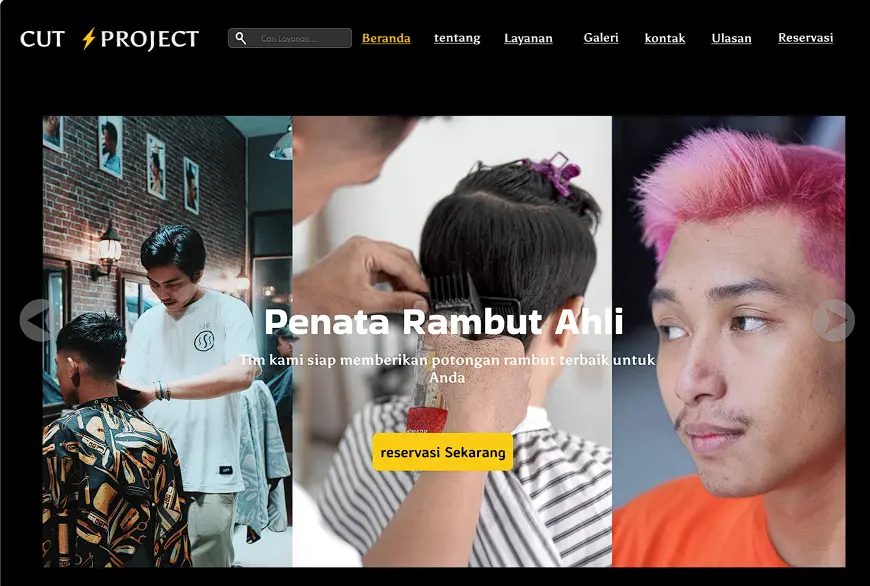 CUT ⚡PROJECT
Cari Layanan...
Beranda
tentang
Layanan
Galeri
kontak
Ulasan
Reservasi
Penata Rambut Ahli
Tim kami siap memberikan potongan rambut terbaik untuk
Anda
reservasi Sekarang